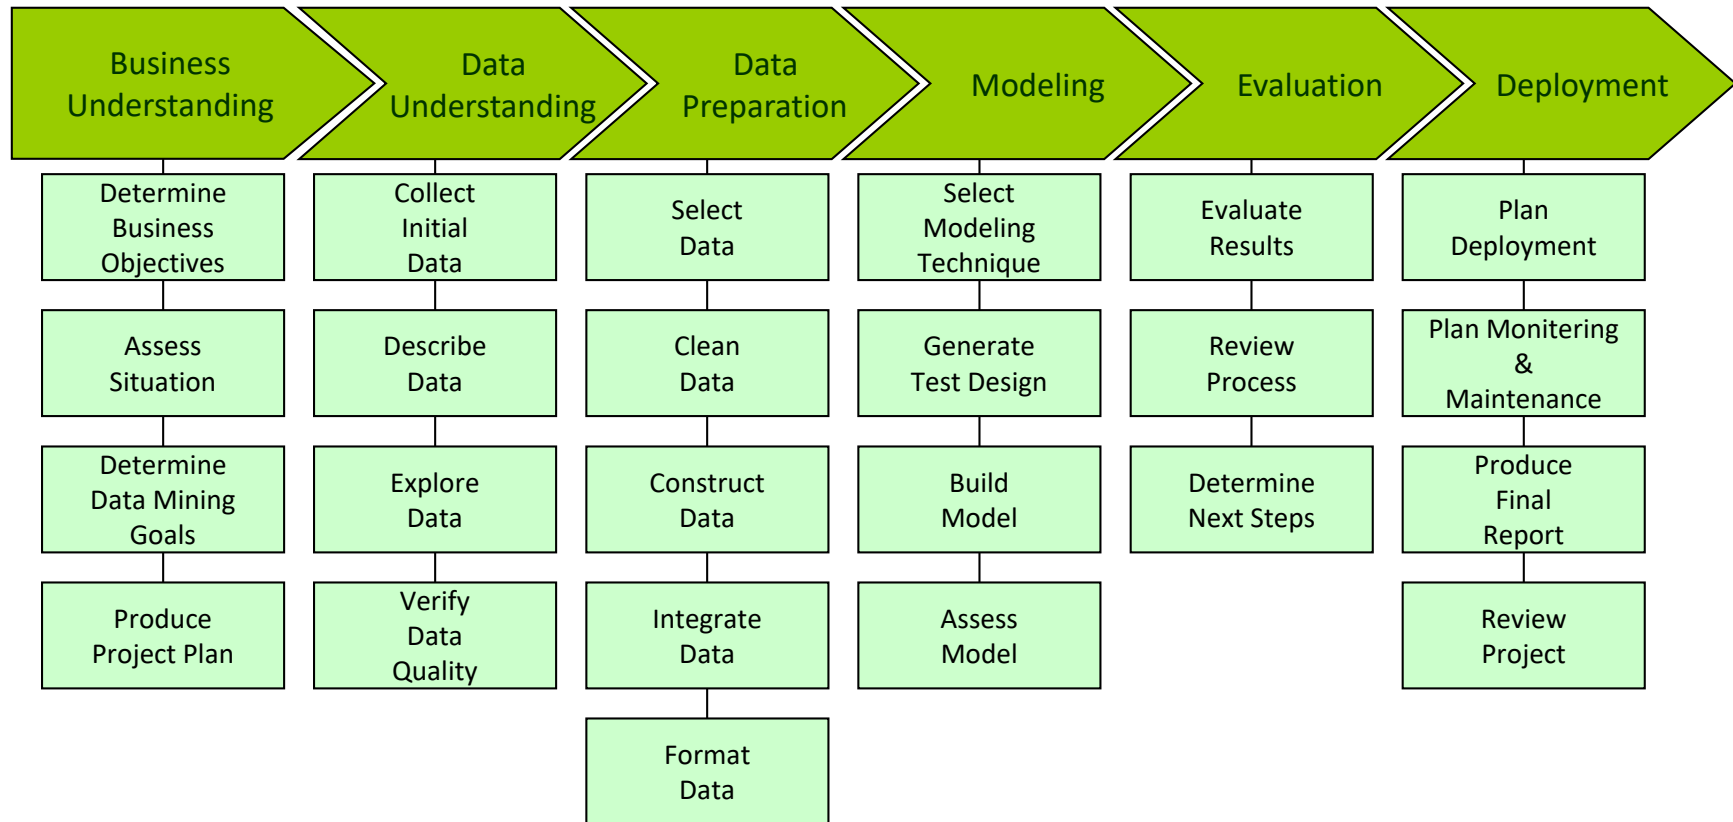 Business
Understanding
Data
Understanding
Data
Preparation
Modeling
Evaluation
Deployment
Determine
Business
Objectives
Assess
Situation
Determine
Data Mining
Goals
Produce
Project Plan
Collect
Initial
Data
Describe
Data
Explore
Data
Verify
Data
Quality
Select
Data
Clean
Data
Construct
Data
Integrate
Data
Format
Data
Select
Modeling
Technique
Generate
Test Design
Build
Model
Assess
Model
Evaluate
Results
Review
Process
Determine
Next Steps
Plan
Deployment
Plan Monitering
&
Maintenance
Produce
Final
Report
Review
Project